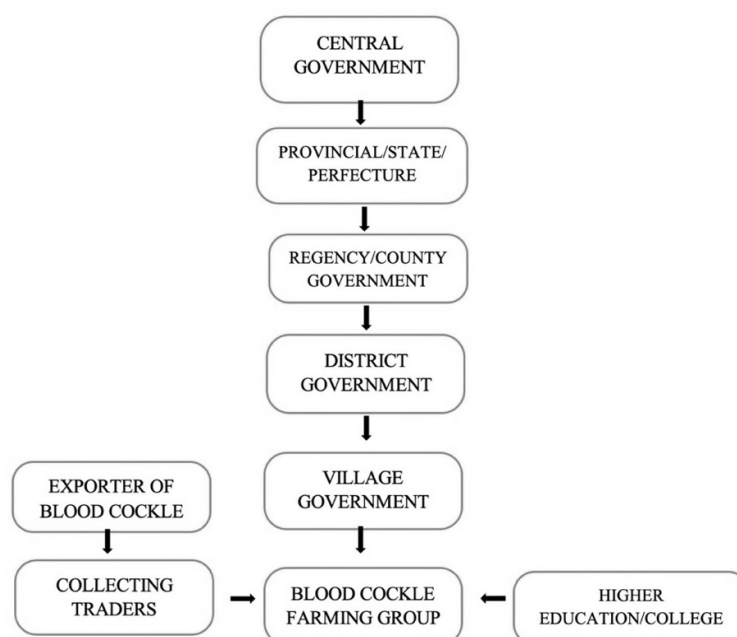 CENTRAL
GOVERNMENT
PROVINCIAL/STATE/
PERFECTURE
REGENCY/COUNTY
GOVERNMENT
DISTRICT
GOVERNMENT
VILLAGE
GOVERNMENT
EXPORTER OF
BLOOD COCKLE
COLLECTING
TRADERS
BLOOD COCKLE
FARMING GROUP
HIGHER
EDUCATION/COLLEGE